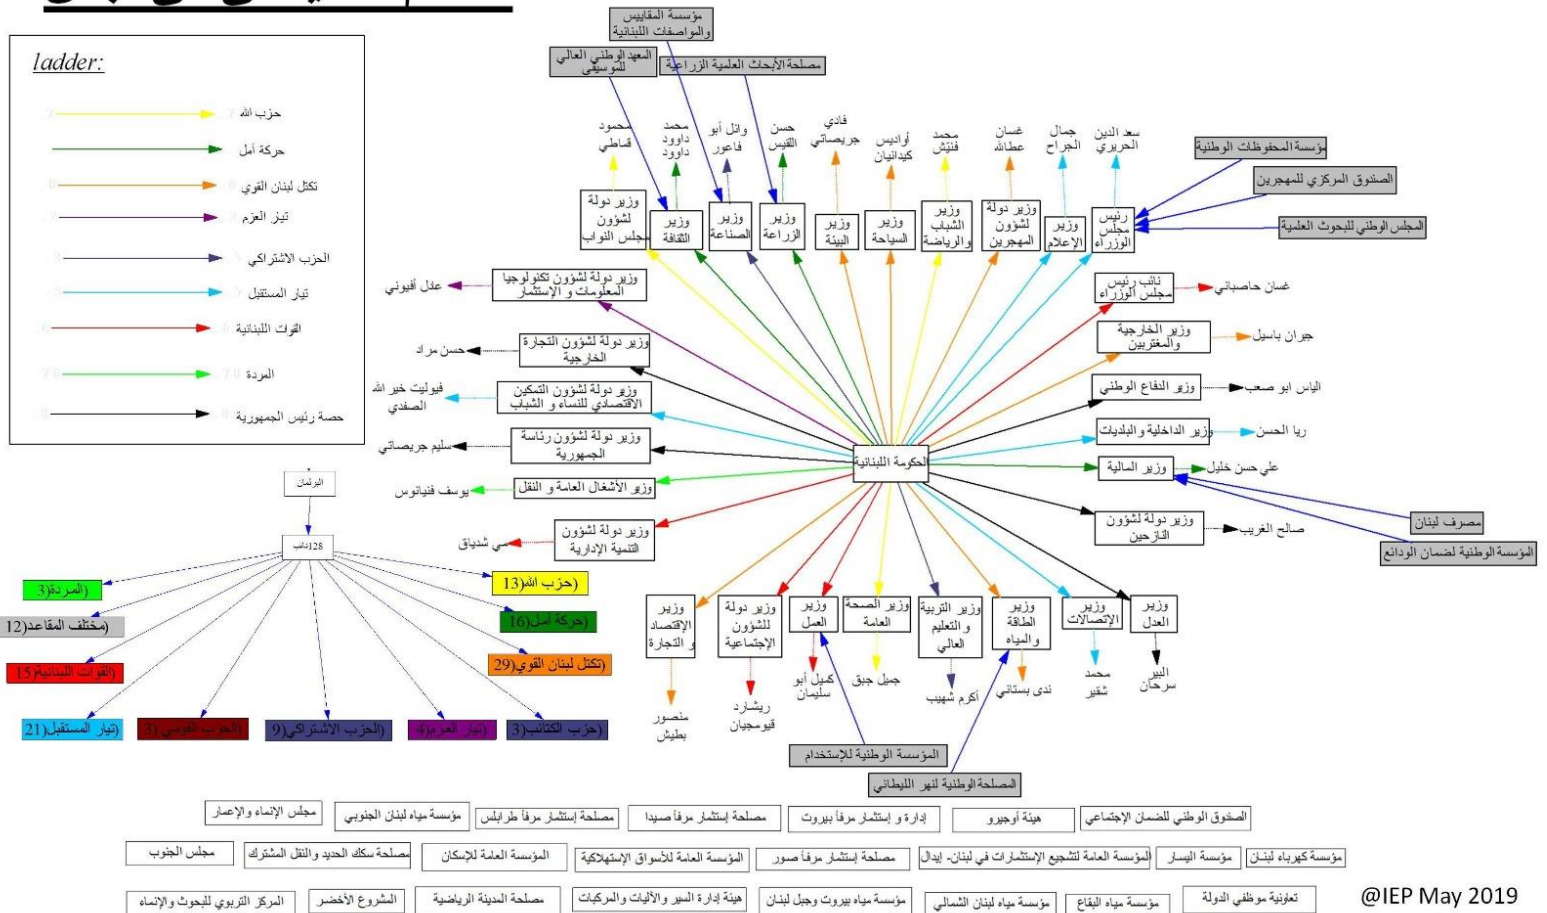 ladder:
حزب الله
حركة أمل
تكتل لبنان القوي
تيار العزم
الحزب الاشتراكي
تيار المستقبل
القوات اللبنانية
المردة
حصة رئيس الجمهورية
مؤسسة المقاييس
والمواصفات اللبنانية
المعهد الوطني العالي
للموسيقى
مصلحة الأبحاث العلمية الزراعية
مؤسسة المحفوظات الوطنية
الصندوق المركزي للمهجرين
المجلس الوطني للبحوث العلمية
سعد الدين
الحريري
جمال
الجراح
غسان
عطالله
محمد
فنيش
أواديس
كيدانيان
فادي
جريصاتي
حسن
اللقيس
وائل أبو
فاعور
محمد
داوود
داوود
محمود
قماطي
رئيس
مجلس
الوزراء
وزير
الإعلام
وزير دولة
لشؤون
المهجرين
وزير
الشباب
والرياضة
وزير
السياحة
وزير
البيئة
وزير
الزراعة
وزير
الصناعة
وزير
الثقافة
وزير دولة
لشؤون
مجلس النواب
نائب رئيس
مجلس الوزراء
غسان حاصباني
وزير الخارجية
والمغتربين
جبران باسيل
وزير الدفاع الوطني
الياس ابو صعب
وزير الداخلية والبلديات
ريا الحسن
وزير المالية
علي حسن خليل
وزير دولة لشؤون
النازحين
صالح الغريب
مصرف لبنان
المؤسسة الوطنية لضمان الودائع
الحكومة اللبنانية
وزير دولة لشؤون تكنولوجيا
المعلومات و الإستثمار
عادل أفيوني
وزير دولة لشؤون التجارة
الخارجية
حسن مراد
وزير دولة لشؤون التمكين
الاقتصادي للنساء و الشباب
فيوليت خير الله
الصفدي
وزير دولة لشؤون رئاسة
الجمهورية
سليم جريصاتي
وزير الأشغال العامة و النقل
يوسف فنيانوس
وزير دولة لشؤون
التنمية الإدارية
مي شدياق
وزير
العدل
وزير
الإتصالات
وزير
الطاقة
والمياه
وزير التربية
و التعليم
العالي
وزير الصحة
العامة
وزير
العمل
وزير دولة
للشؤون
الإجتماعية
وزير
الإقتصاد
و التجارة
البير
سرحان
محمد
شقير
ندى بستاني
أكرم شهيب
جميل جبق
كميل أبو
سليمان
ريشارد
قيومجيان
منصور
بطيش
المؤسسة الوطنية للإستخدام
المصلحة الوطنية لنهر الليطاني
البرلمان
128نائب
(حزب الله(13
(حركة أمل(16
(تكتل لبنان القوي(29
(حزب الكتائب(3
(تيار العزم(4
(الحزب الاشتراكي(9
(الحزب القومي(3
(تيار المستقبل(21
(القوات اللبنانية(15
(مختلف المقاعد(12
(المردة(3
الصندوق الوطني للضمان الإجتماعي
هيئة أوجيرو
إدارة و إستثمار مرفأ بيروت
مصلحة إستثمار مرفأ صيدا
مصلحة إستثمار مرفأ طرابلس
مؤسسة مياه لبنان الجنوبي
مجلس الإنماء والإعمار
مؤسسة كهرباء لبنان
مؤسسة اليسار
المؤسسة العامة لتشجيع الإستثمارات في لبنان- إيدال
مصلحة إستثمار مرفأ صور
المؤسسة العامة للأسواق الإستهلاكية
المؤسسة العامة للإسكان
مصلحة سكك الحديد والنقل المشترك
مجلس الجنوب
تعاونية موظفي الدولة
مؤسسة مياه البقاع
مؤسسة مياه لبنان الشمالي
مؤسسة مياه بيروت وجبل لبنان
هيئة إدارة السير والآليات والمركبات
مصلحة المدينة الرياضية
المشروع الأخضر
المركز التربوي للبحوث والإنماء
@IEP May 2019